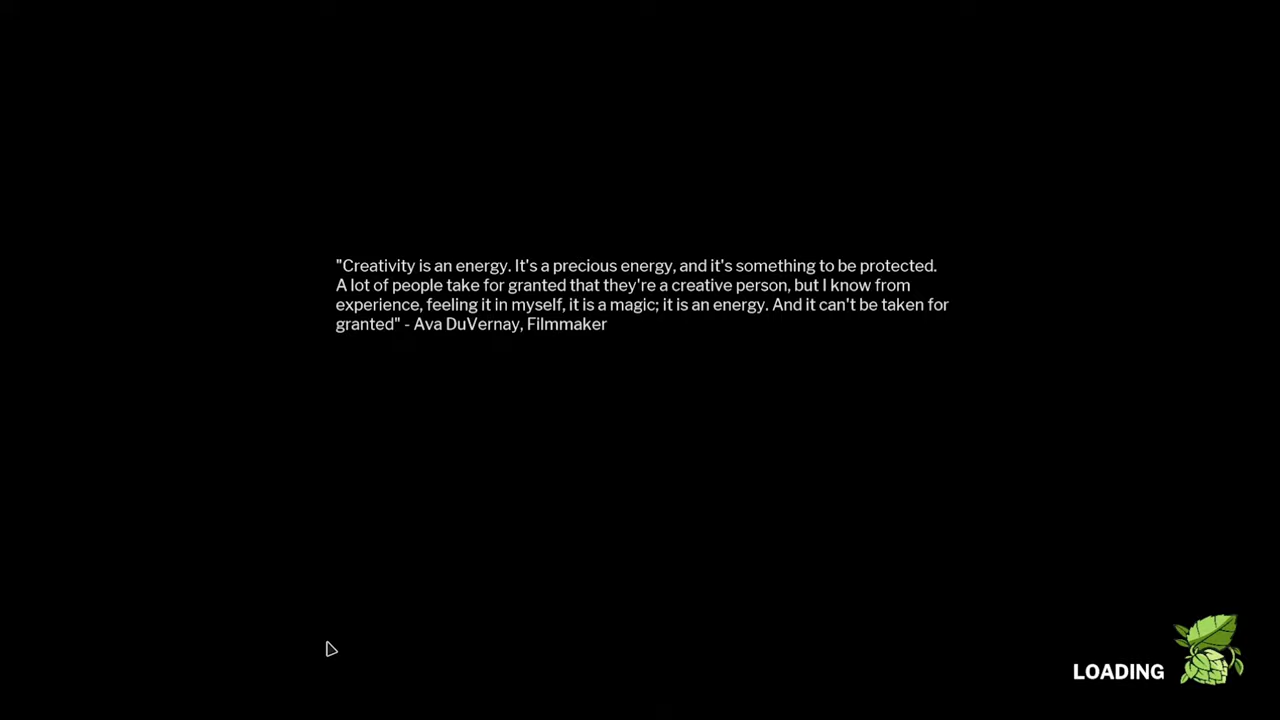 "Creativity is an energy. It's a precious energy, and it's something to be protected.
A lot of people take for granted that they're a creative person, but I know from
experience, feeling it in myself, it is a magic; it is an energy. And it can't be taken for
granted" - Ava DuVernay, Filmmaker
LOADING